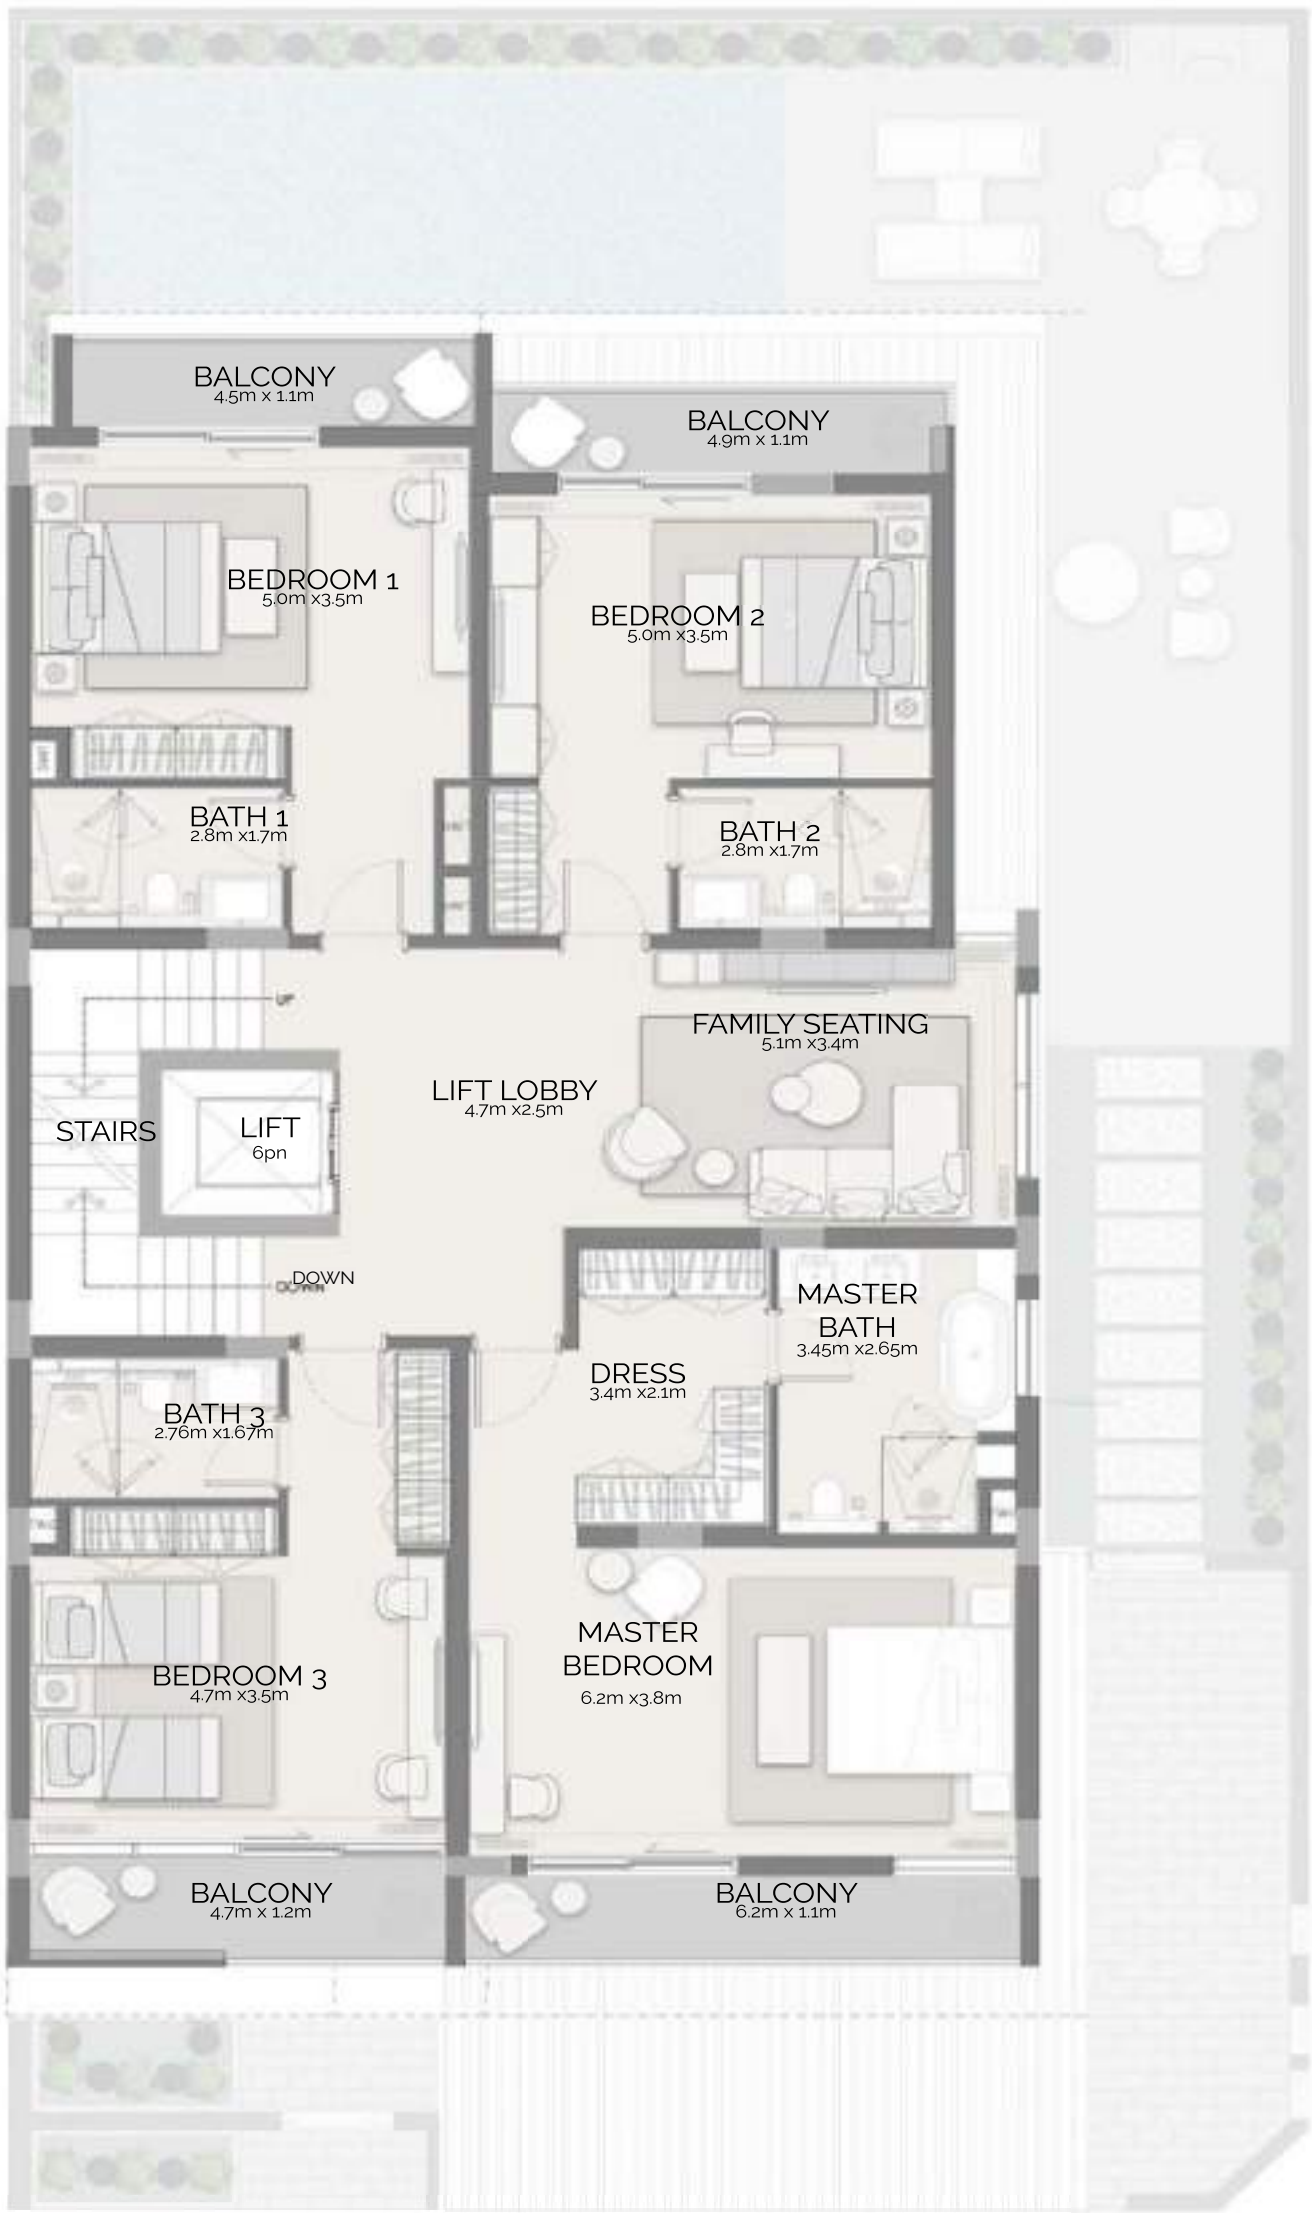 BALCONY
4.5m x 1.1m
BALCONY
4.9m x 1.1m
BEDROOM 1
5.0m x3.5m
BEDROOM 2
5.0m x3.5m
BATH 1
2.8m x1.7m
BATH 2
2.8m x1.7m
UP
FAMILY SEATING
5.1m x3.4m
LIFT LOBBY
4.7m x2.5m
STAIRS
LIFT
6pn
DOWN
DOWN
MASTER
BATH
3.45m x2.65m
DRESS
3.4m x2.1m
BATH 3
2.76m x1.67m
MASTER
BEDROOM
6.2m x3.8m
BEDROOM 3
4.7m x3.5m
BALCONY
4.7m x 1.2m
BALCONY
6.2m x 1.1m